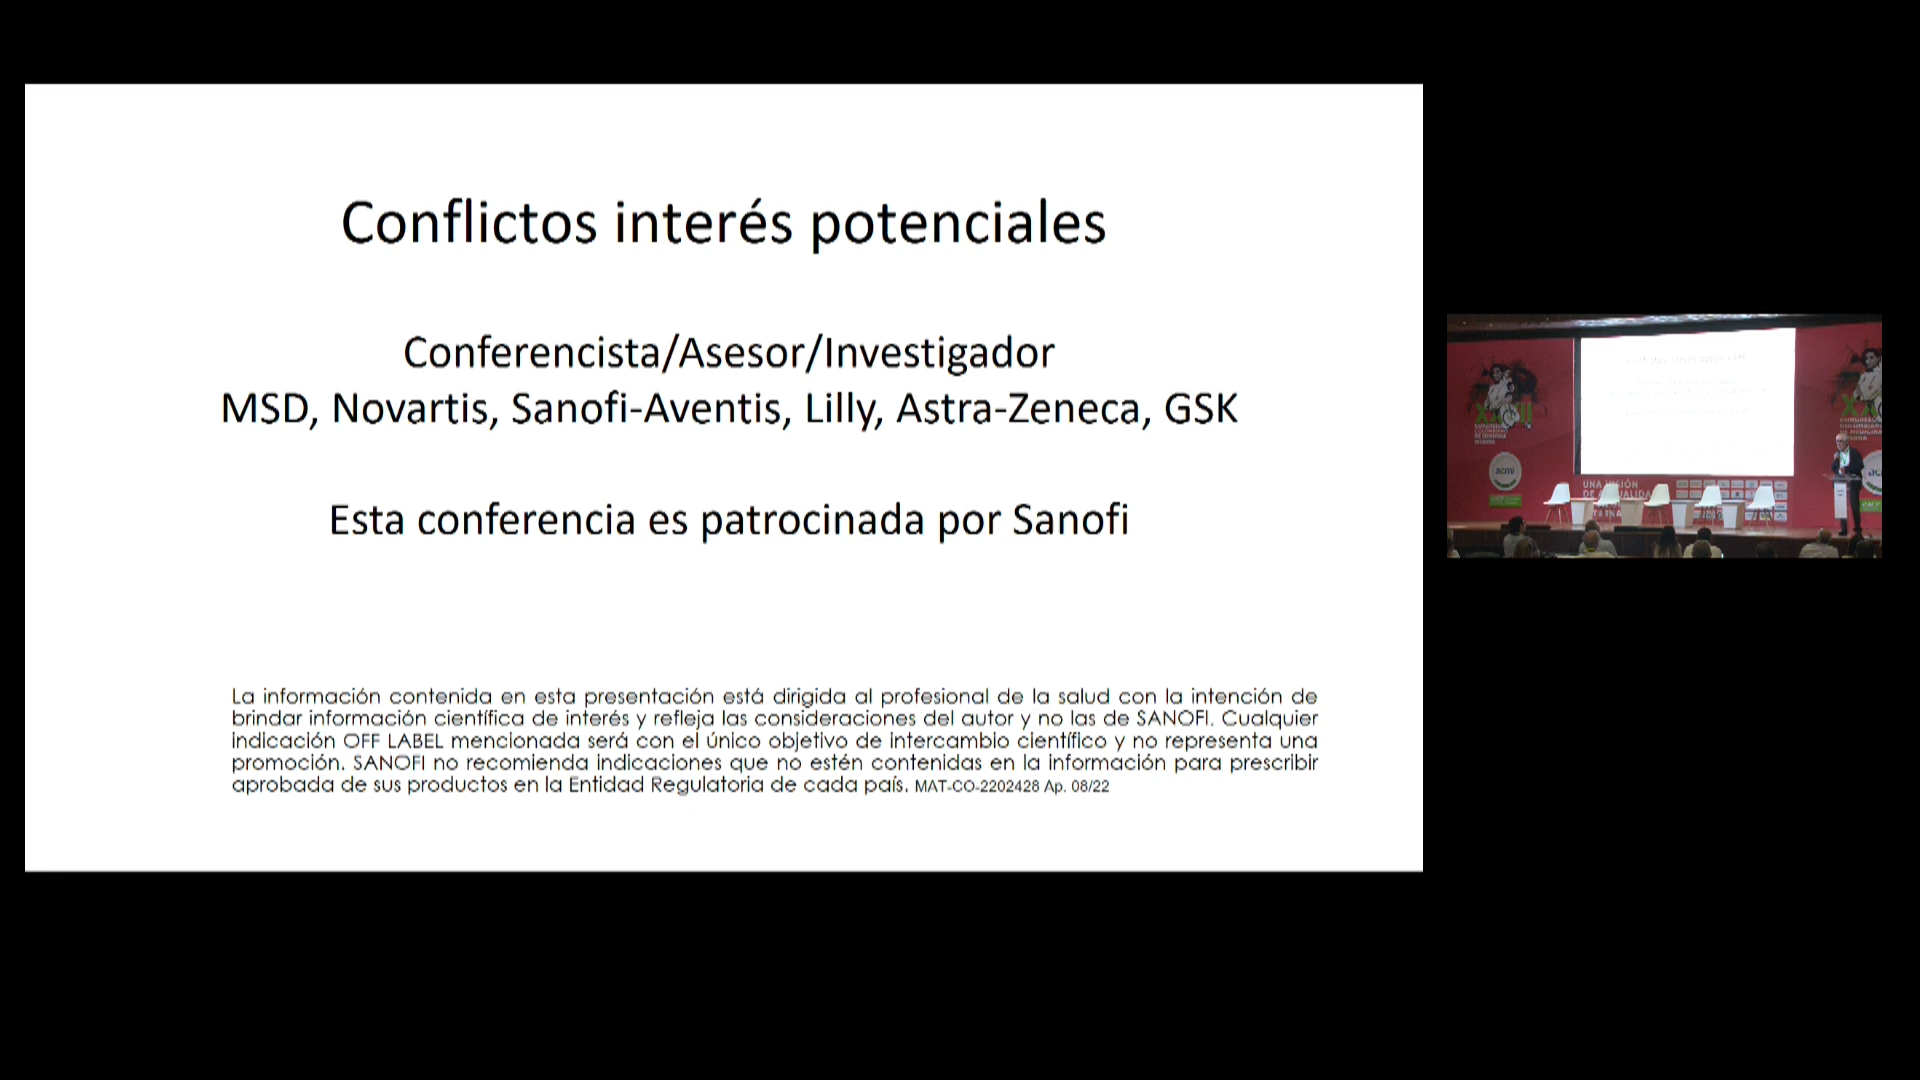 Conflictos interés potenciales
Conferencista/Asesor/Investigador
MSD, Novartis, Sanofi-Aventis, Lilly, Astra-Zeneca, GSK
Esta conferencia es patrocinada por Sanofi
La información contenida en esta presentación está dirigida al profesional de la salud con la intención de
brindar información científica de interés y refleja las consideraciones del autor y no las de SANOFI. Cualquier
indicación OFF LABEL mencionada será con el único objetivo de intercambio científico y no representa una
promoción. SANOFI no recomienda indicaciones que no estén contenidas en la información para prescribir
aprobada de sus productos en la Entidad Regulatoria de cada país. MAT-CO-2202428 Ap. 08/22
acmi